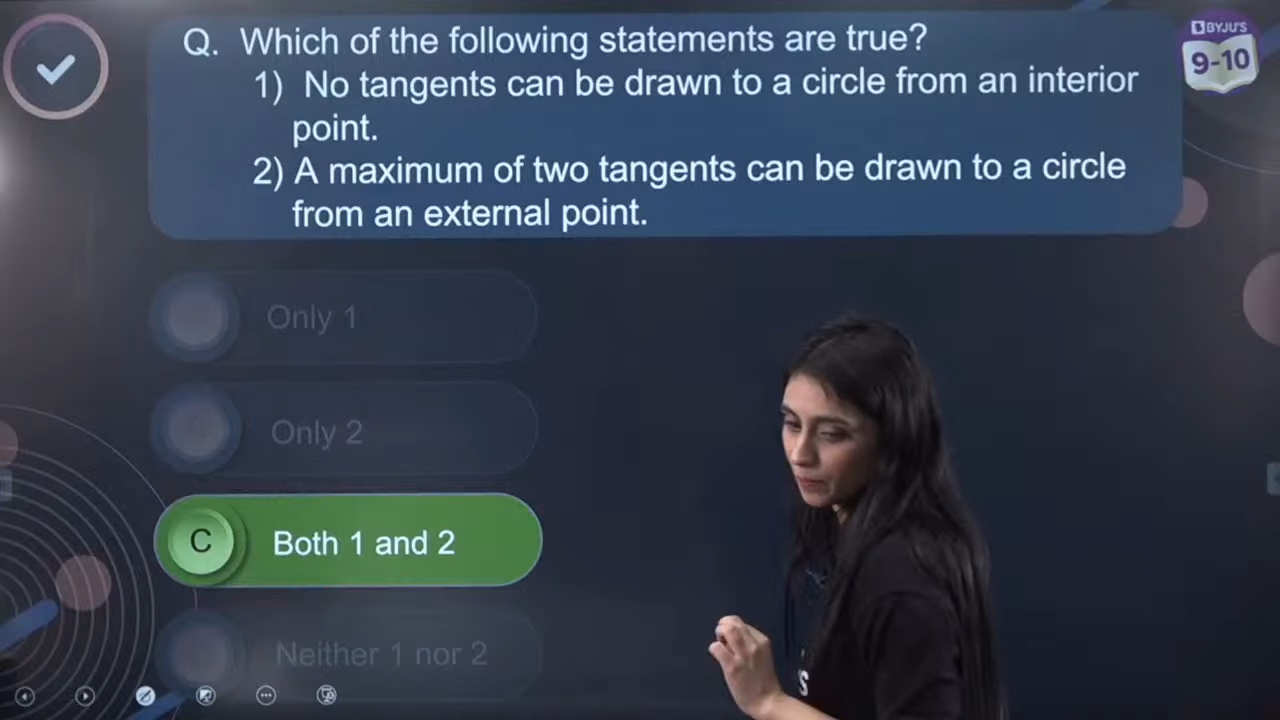 Q. Which of the following statements are true?
1) No tangents can be drawn to a circle from an interior
point.
2) A maximum of two tangents can be drawn to a circle
from an external point.
BYJU'S
9-10
Only 1
Only 2
C Both 1 and 2
Neither 1 nor 2